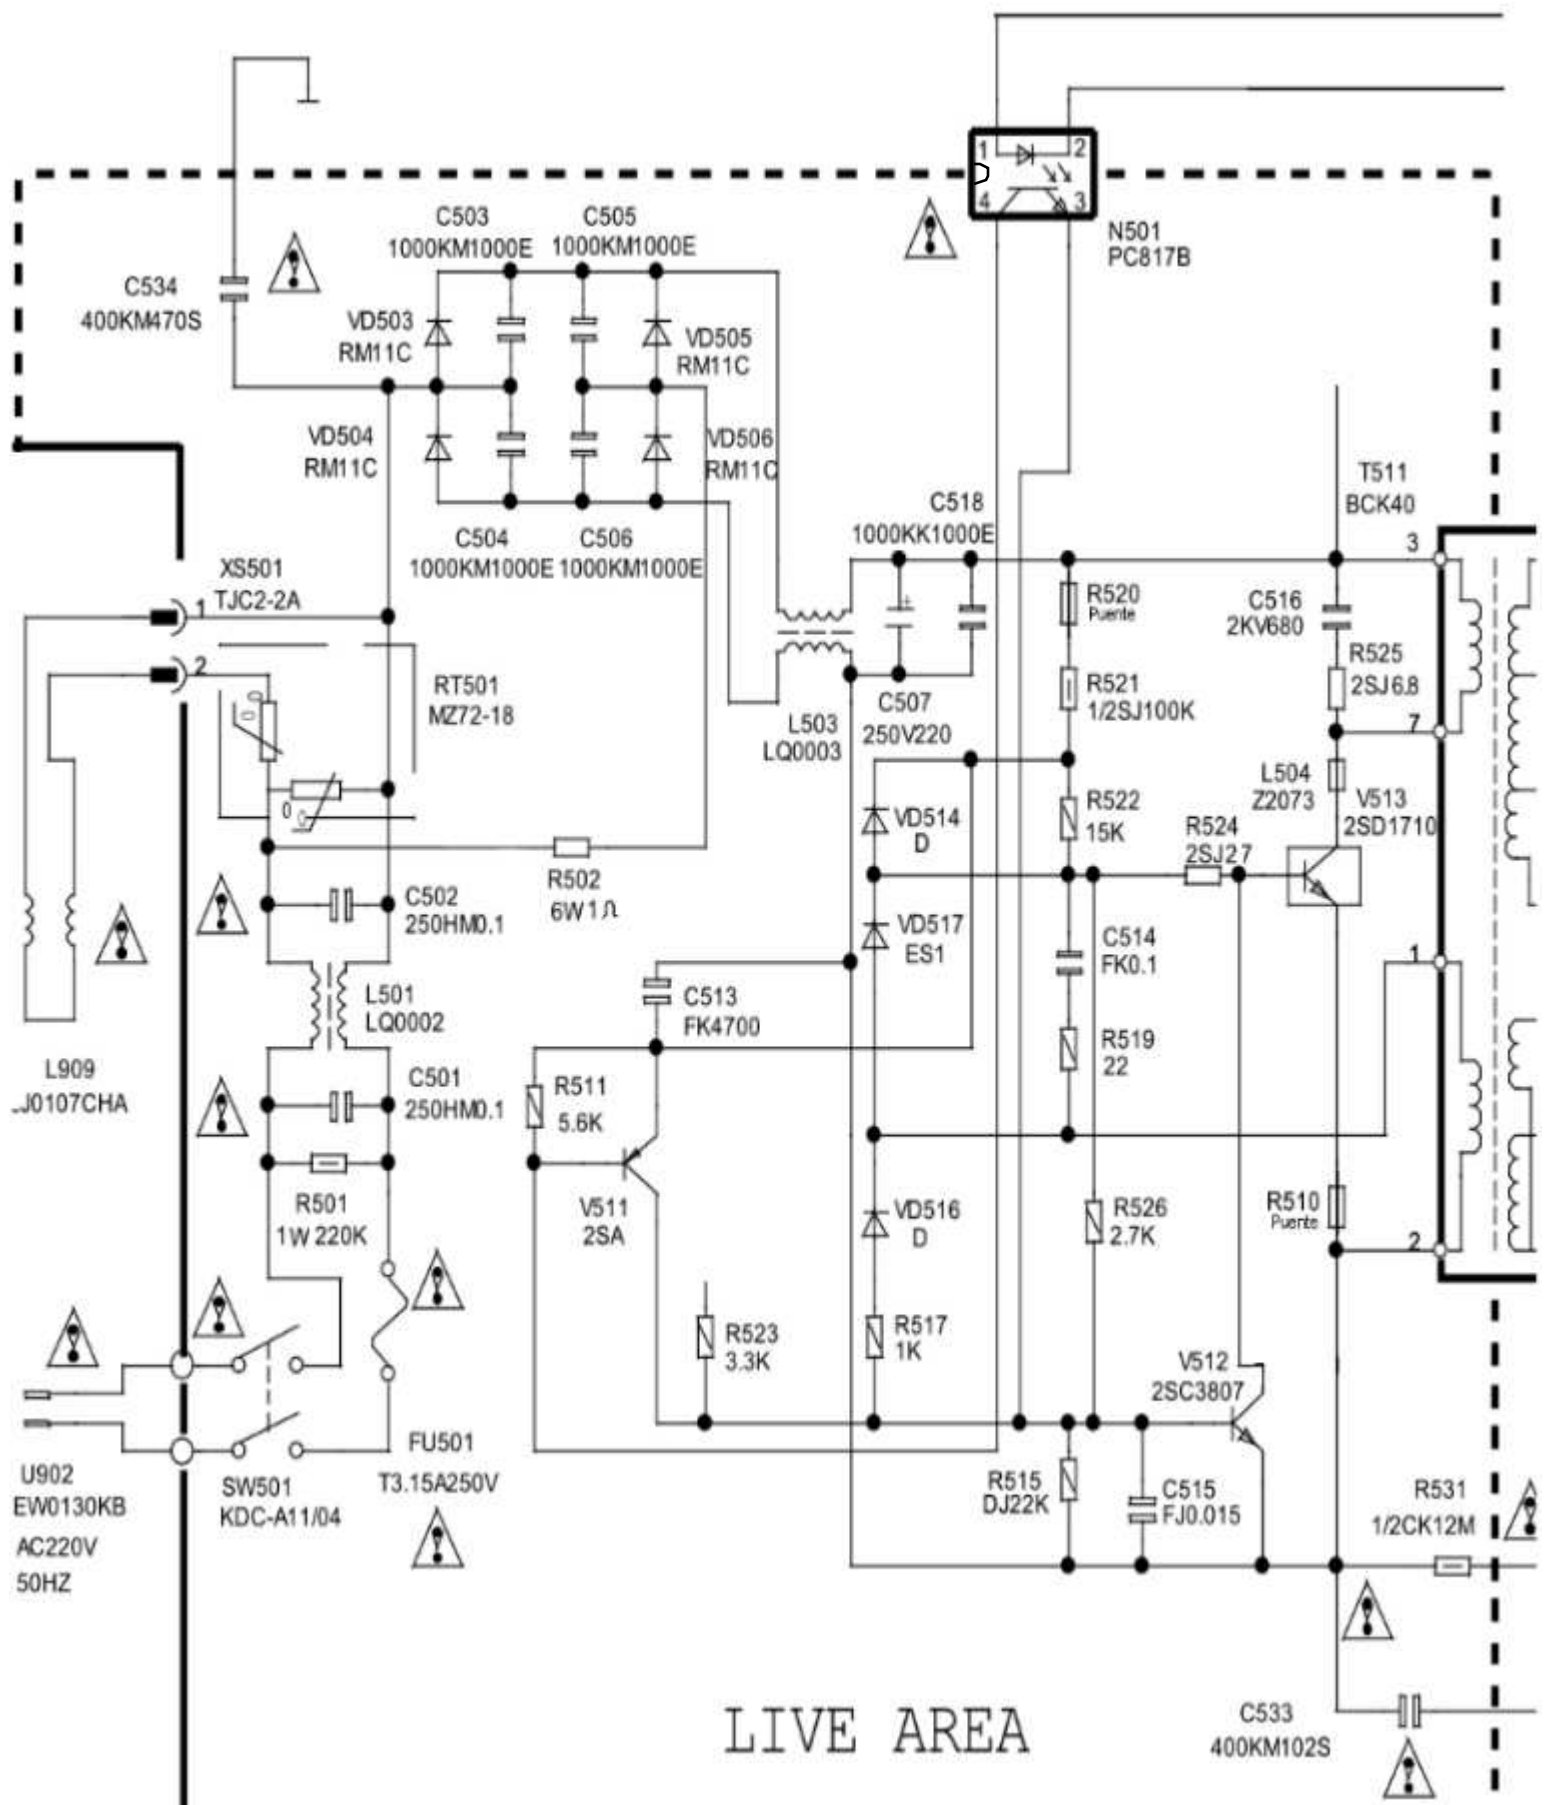 1
2
4
3
N501
PC817B
C503
1000KM1000E
C505
1000KM1000E
C534
400KM470S
VD503
RM11C
VD505
RM11C
VD504
RM11C
VD506
RM11C
C504
1000KM1000E
C506
1000KM1000E
C518
1000KK1000E
T511
BCK40
3
XS501
TJC2-2A
1
2
RT501
MZ72-18
L503
LQ0003
+
C507
250V220
R520
Puente
R521
1/2SJ100K
C516
2KV680
R525
2SJ6.8
7
L504
Z2073
V513
2SD1710
R522
15K
R524
2SJ27
VD514
D
R502
6W1Ω
C502
250HM0.1
VD517
ES1
C514
FK0.1
1
L501
LQ0002
C513
FK4700
R519
22
L909
J0107CHA
C501
250HM0.1
R511
5.6K
R501
1W 220K
V511
2SA
VD516
D
R526
2.7K
R510
Puente
2
R523
3.3K
R517
1K
V512
2SC3807
U902
EW0130KB
AC220V
50HZ
SW501
KDC-A11/04
FU501
T3.15A250V
R515
DJ22K
C515
FJ0.015
R531
1/2CK12M
LIVE AREA
C533
400KM102S